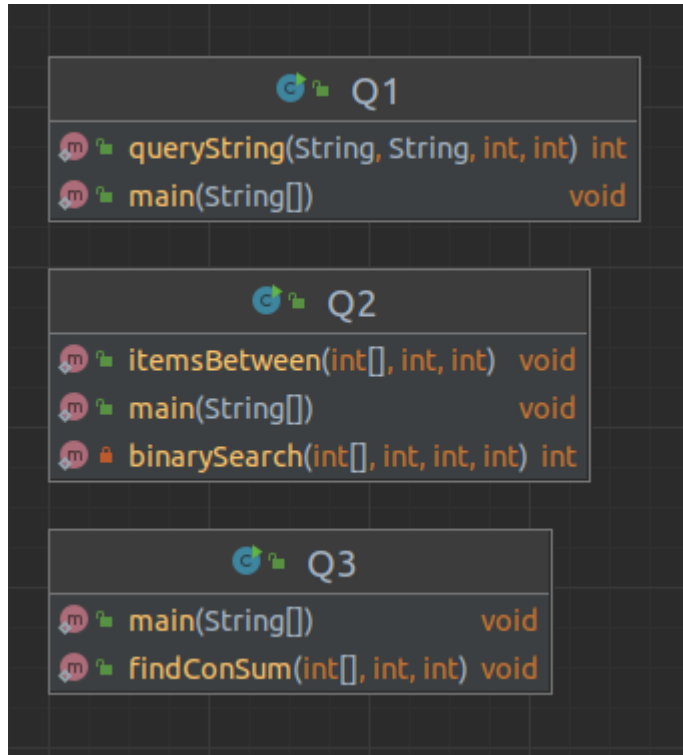 Q1
queryString(String, String, int, int) int
main(String[]) void
Q2
itemsBetween(int[], int, int) void
main(String[]) void
binarySearch(int[], int, int, int) int
Q3
main(String[]) void
findConSum(int[], int, int) void